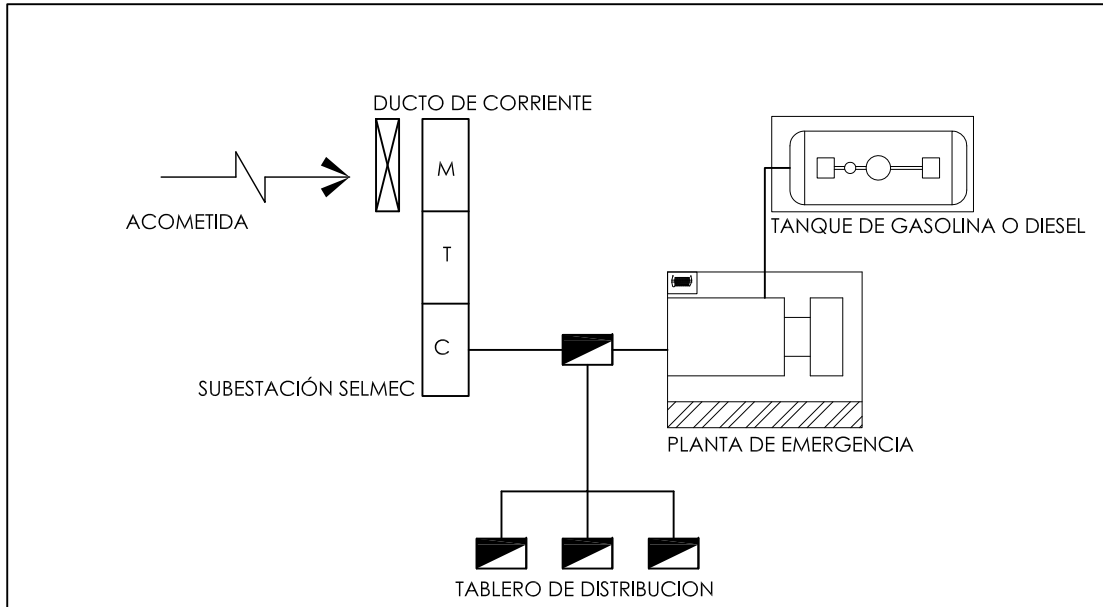 DUCTO DE CORRIENTE
M
ACOMETIDA
TANQUE DE GASOLINA O DIESEL
T
C
SUBESTACIÓN SELMEC
PLANTA DE EMERGENCIA
TABLERO DE DISTRIBUCION